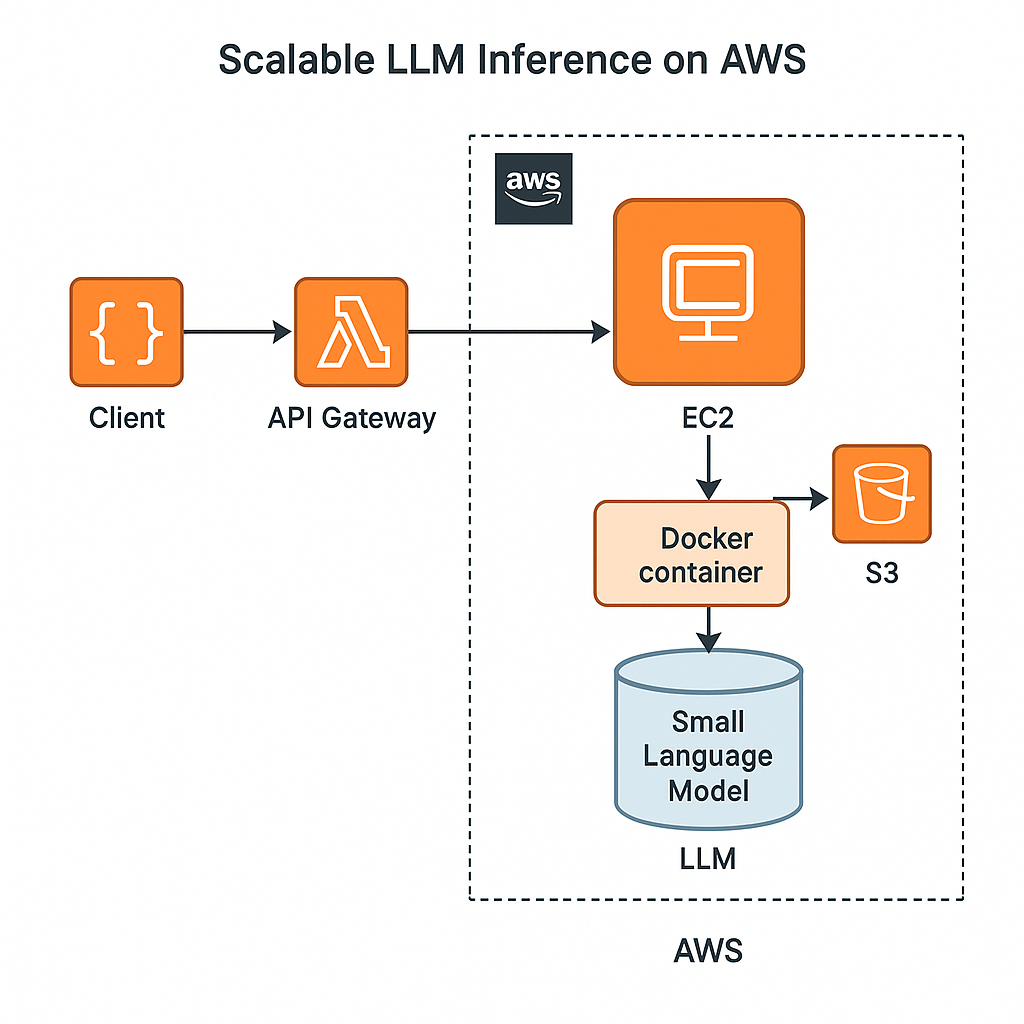 Scalable LLM Inference on AWS
aws
{ }
Client
API Gateway
EC2
Docker
container
S3
Small
Language
Model
LLM
AWS